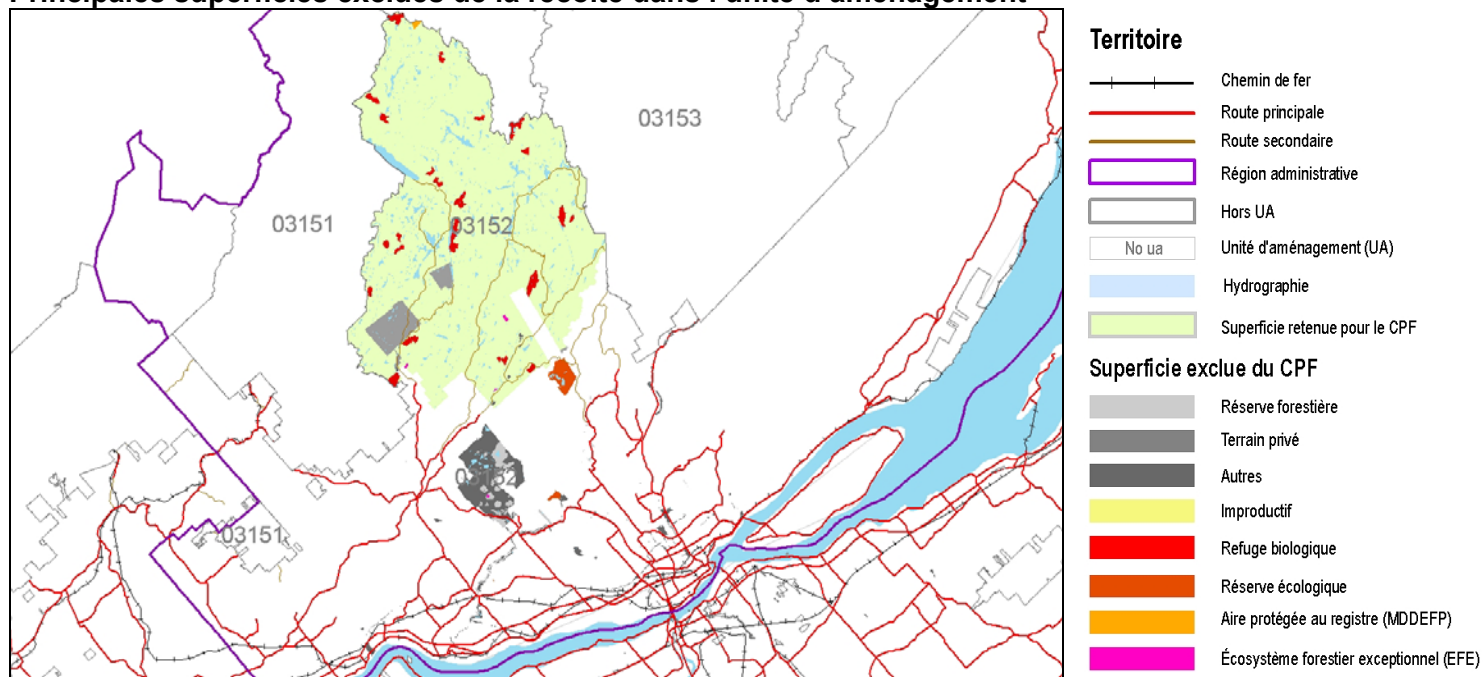 Principales superficies exclues de la récolte dans l'unité d'aménagement
03153
03151
03152
03152
03151
Territoire
Chemin de fer
Route principale
Route secondaire
Région administrative
Hors UA
No ua
Unité d'aménagement (UA)
Hydrographie
Superficie retenue pour le CPF
Superficie exclue du CPF
Réserve forestière
Terrain privé
Autres
Improductif
Refuge biologique
Réserve écologique
Aire protégée au registre (MDDEFP)
Écosystème forestier exceptionnel (EFE)